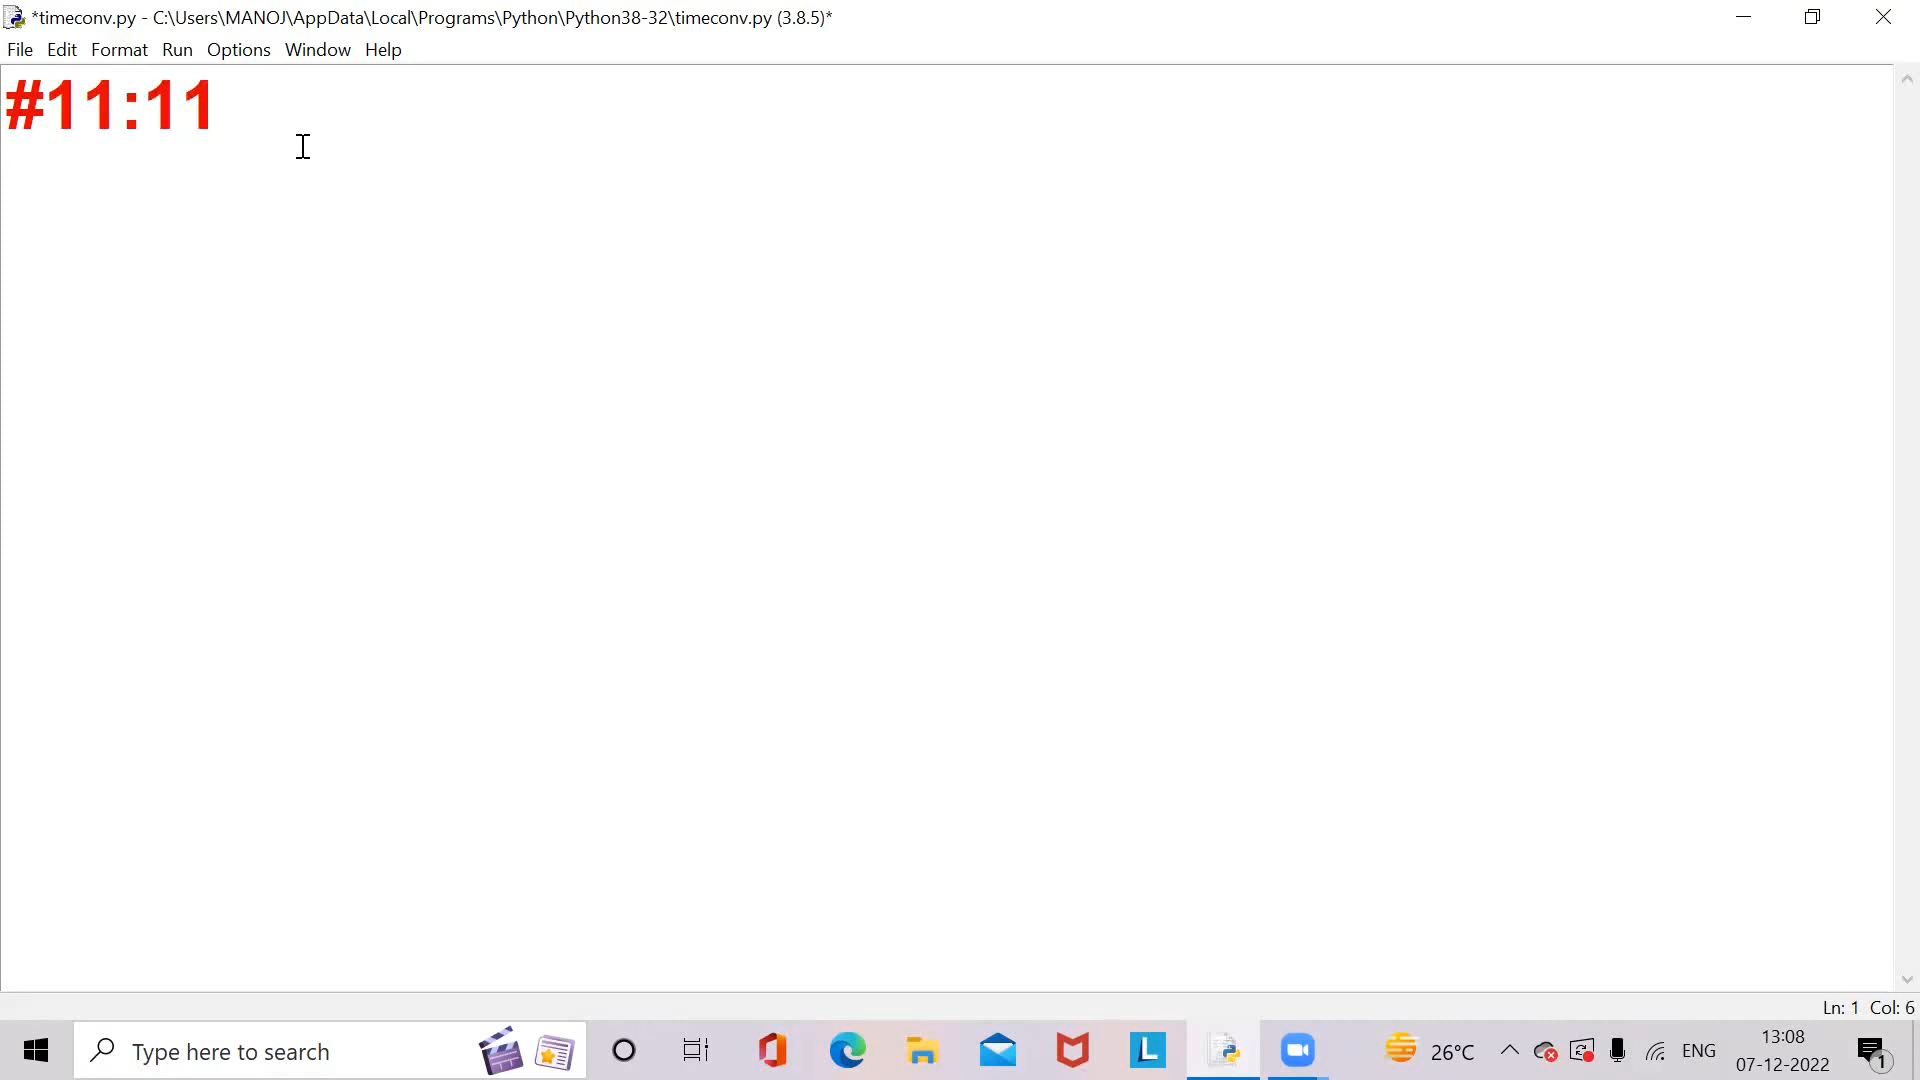 *timeconv.py - C:\Users\MANOJ\AppData\Local\Programs\Python\Python38-32\timeconv.py (3.8.5)*
File Edit Format Run Options Window Help
#11:11
Ln: 1 Col: 6
Type here to search
L
26°C
ENG
13:08
07-12-2022
1